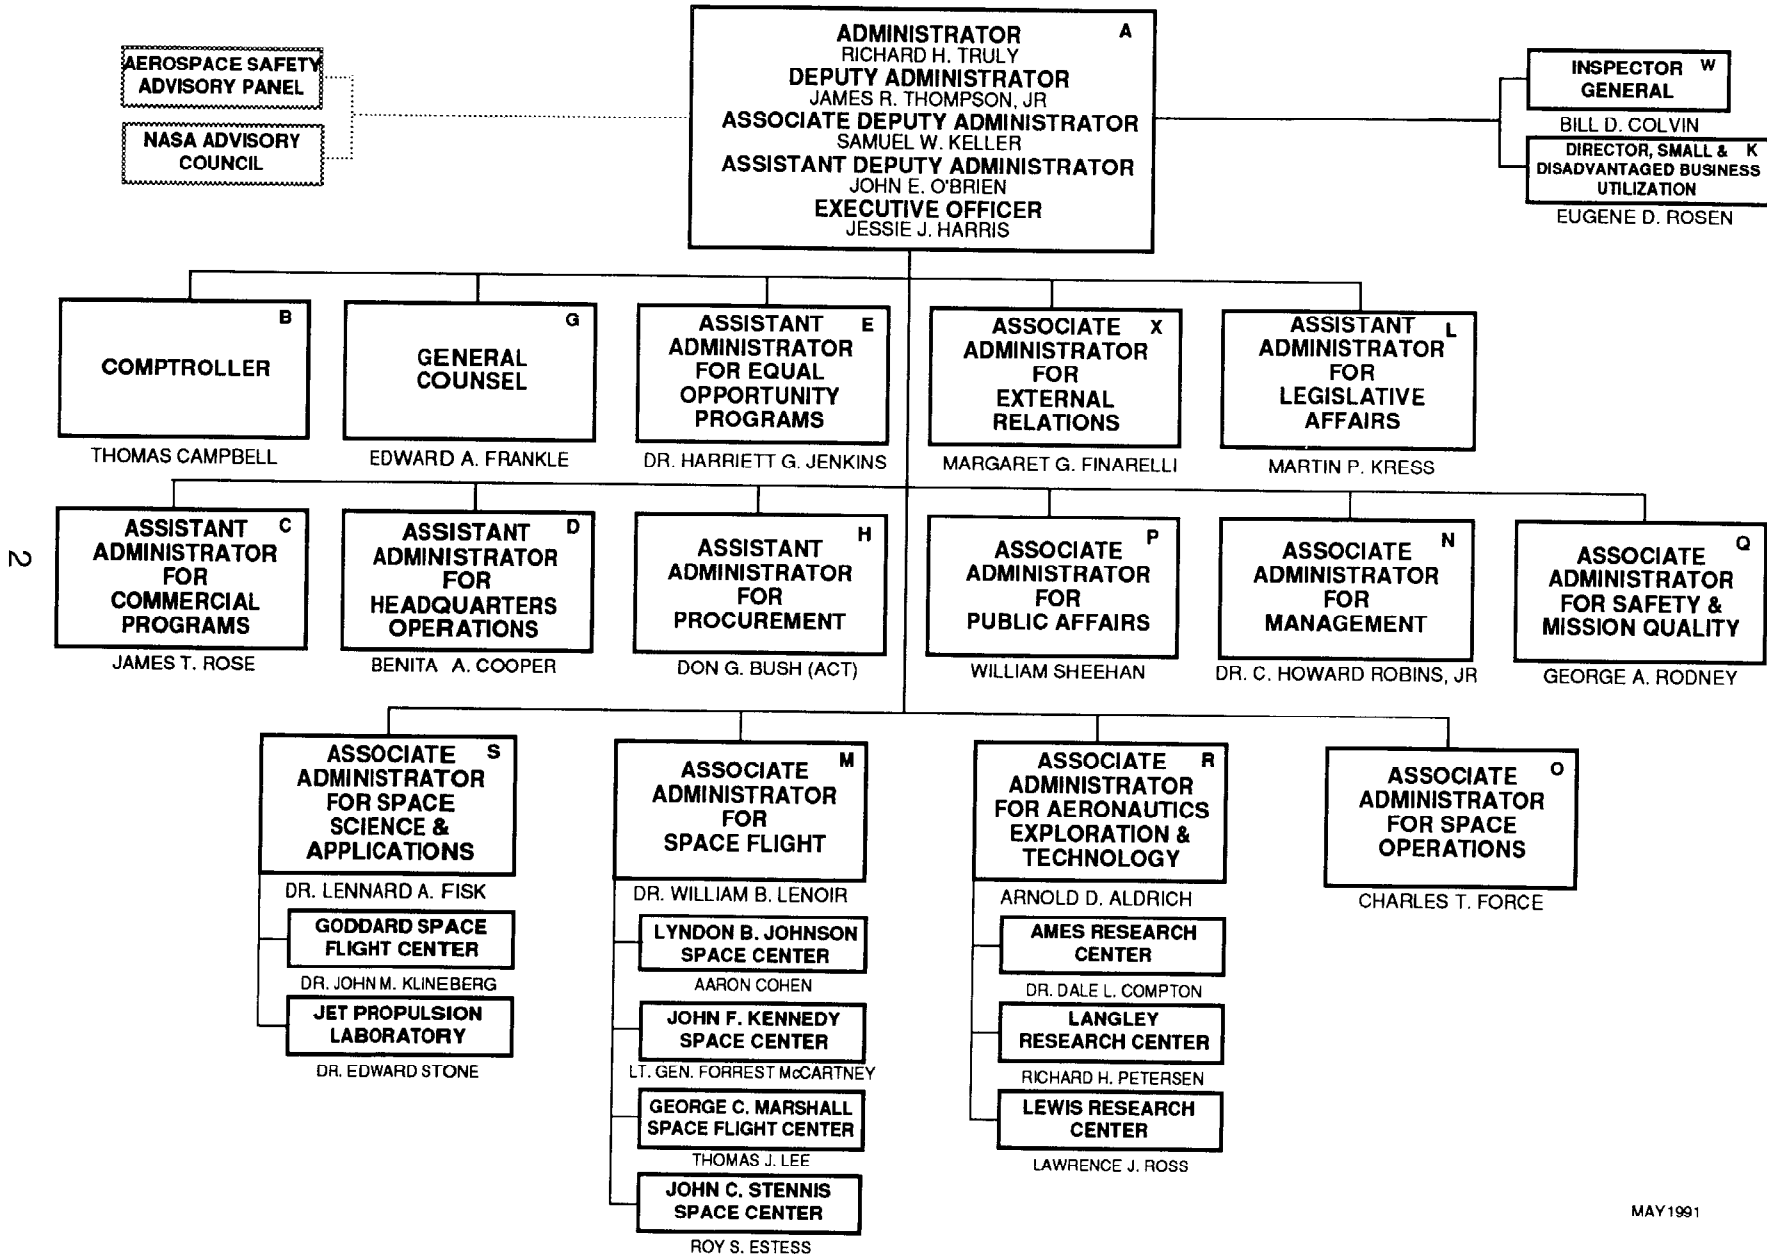 ADMINISTRATOR A
RICHARD H. TRULY
DEPUTY ADMINISTRATOR
JAMES R. THOMPSON, JR
ASSOCIATE DEPUTY ADMINISTRATOR
SAMUEL W. KELLER
ASSISTANT DEPUTY ADMINISTRATOR
JOHN E. O'BRIEN
EXECUTIVE OFFICER
JESSIE J. HARRIS
AEROSPACE SAFETY
ADVISORY PANEL
NASA ADVISORY
COUNCIL
INSPECTOR W
GENERAL
BILL D. COLVIN
DIRECTOR, SMALL & K
DISADVANTAGED BUSINESS
UTILIZATION
EUGENE D. ROSEN
B
COMPTROLLER
THOMAS CAMPBELL
G
GENERAL
COUNSEL
EDWARD A. FRANKLE
ASSISTANT E
ADMINISTRATOR
FOR EQUAL
OPPORTUNITY
PROGRAMS
DR. HARRIETT G. JENKINS
ASSOCIATE X
ADMINISTRATOR
FOR
EXTERNAL
RELATIONS
MARGARET G. FINARELLI
ASSISTANT L
ADMINISTRATOR
FOR
LEGISLATIVE
AFFAIRS
MARTIN P. KRESS
2
ASSISTANT C
ADMINISTRATOR
FOR
COMMERCIAL
PROGRAMS
JAMES T. ROSE
ASSISTANT D
ADMINISTRATOR
FOR
HEADQUARTERS
OPERATIONS
BENITA A. COOPER
ASSISTANT H
ADMINISTRATOR
FOR
PROCUREMENT
DON G. BUSH (ACT)
ASSOCIATE P
ADMINISTRATOR
FOR
PUBLIC AFFAIRS
WILLIAM SHEEHAN
ASSOCIATE N
ADMINISTRATOR
FOR
MANAGEMENT
DR. C. HOWARD ROBINS, JR
ASSOCIATE Q
ADMINISTRATOR
FOR SAFETY &
MISSION QUALITY
GEORGE A. RODNEY
ASSOCIATE S
ADMINISTRATOR
FOR SPACE
SCIENCE &
APPLICATIONS
DR. LENNARD A. FISK
GODDARD SPACE
FLIGHT CENTER
DR. JOHN M. KLINEBERG
JET PROPULSION
LABORATORY
DR. EDWARD STONE
ASSOCIATE M
ADMINISTRATOR
FOR
SPACE FLIGHT
DR. WILLIAM B. LENOIR
LYNDON B. JOHNSON
SPACE CENTER
AARON COHEN
JOHN F. KENNEDY
SPACE CENTER
LT. GEN. FORREST McCARTNEY
GEORGE C. MARSHALL
SPACE FLIGHT CENTER
THOMAS J. LEE
JOHN C. STENNIS
SPACE CENTER
ROY S. ESTESS
ASSOCIATE R
ADMINISTRATOR
FOR AERONAUTICS
EXPLORATION &
TECHNOLOGY
ARNOLD D. ALDRICH
AMES RESEARCH
CENTER
DR. DALE L. COMPTON
LANGLEY
RESEARCH CENTER
RICHARD H. PETERSEN
LEWIS RESEARCH
CENTER
LAWRENCE J. ROSS
ASSOCIATE O
ADMINISTRATOR
FOR SPACE
OPERATIONS
CHARLES T. FORCE
MAY 1991